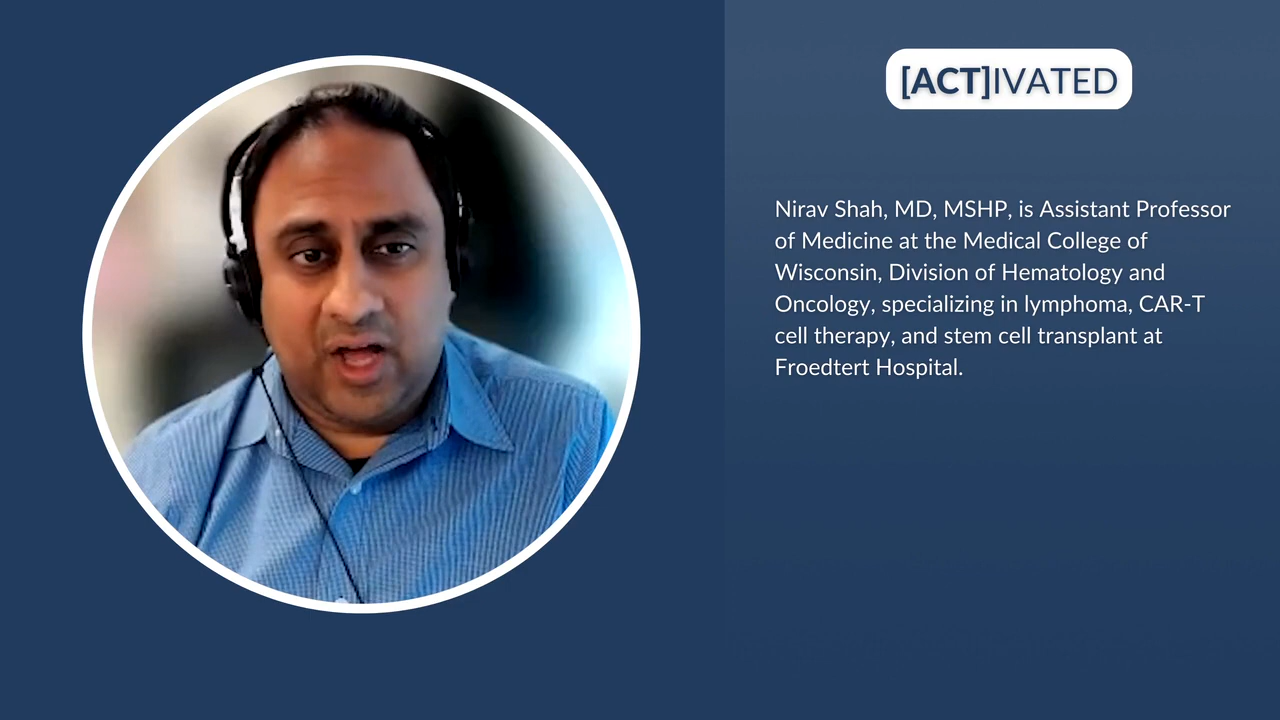 [ACT]IVATED
Nirav Shah, MD, MSHP, is Assistant Professor
of Medicine at the Medical College of
Wisconsin, Division of Hematology and
Oncology, specializing in lymphoma, CAR-T
cell therapy, and stem cell transplant at
Froedtert Hospital.